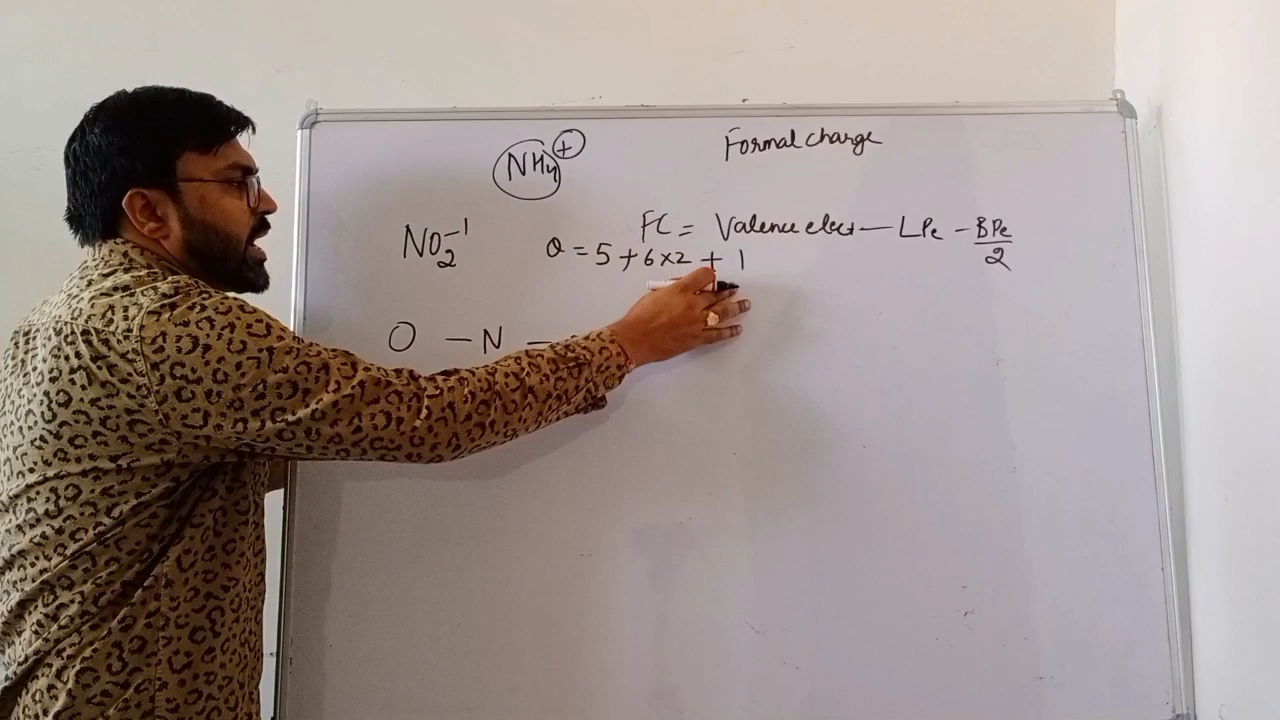 NH4+
Formal charge
NO2-1
FC = Valence elect — LPe - BPe/2
θ = 5 + 6 x 2 + 1
O - N -